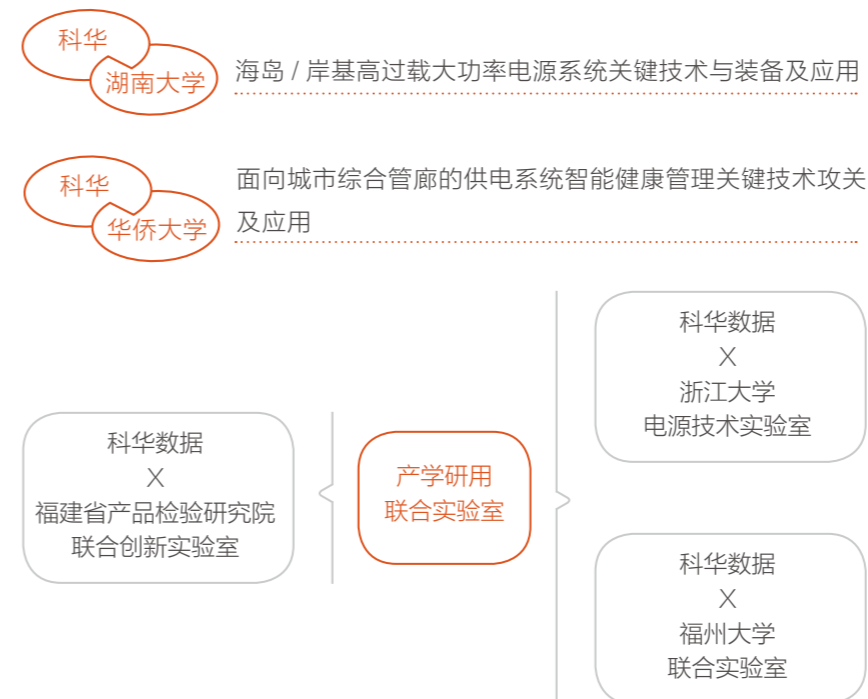 科华
湖南大学
海岛 / 岸基高过载大功率电源系统关键技术与装备及应用
科华
华侨大学
面向城市综合管廊的供电系统智能健康管理关键技术攻关
及应用
科华数据
X
福建省产品检验研究院
联合创新实验室
产学研用
联合实验室
科华数据
X
浙江大学
电源技术实验室
科华数据
X
福州大学
联合实验室